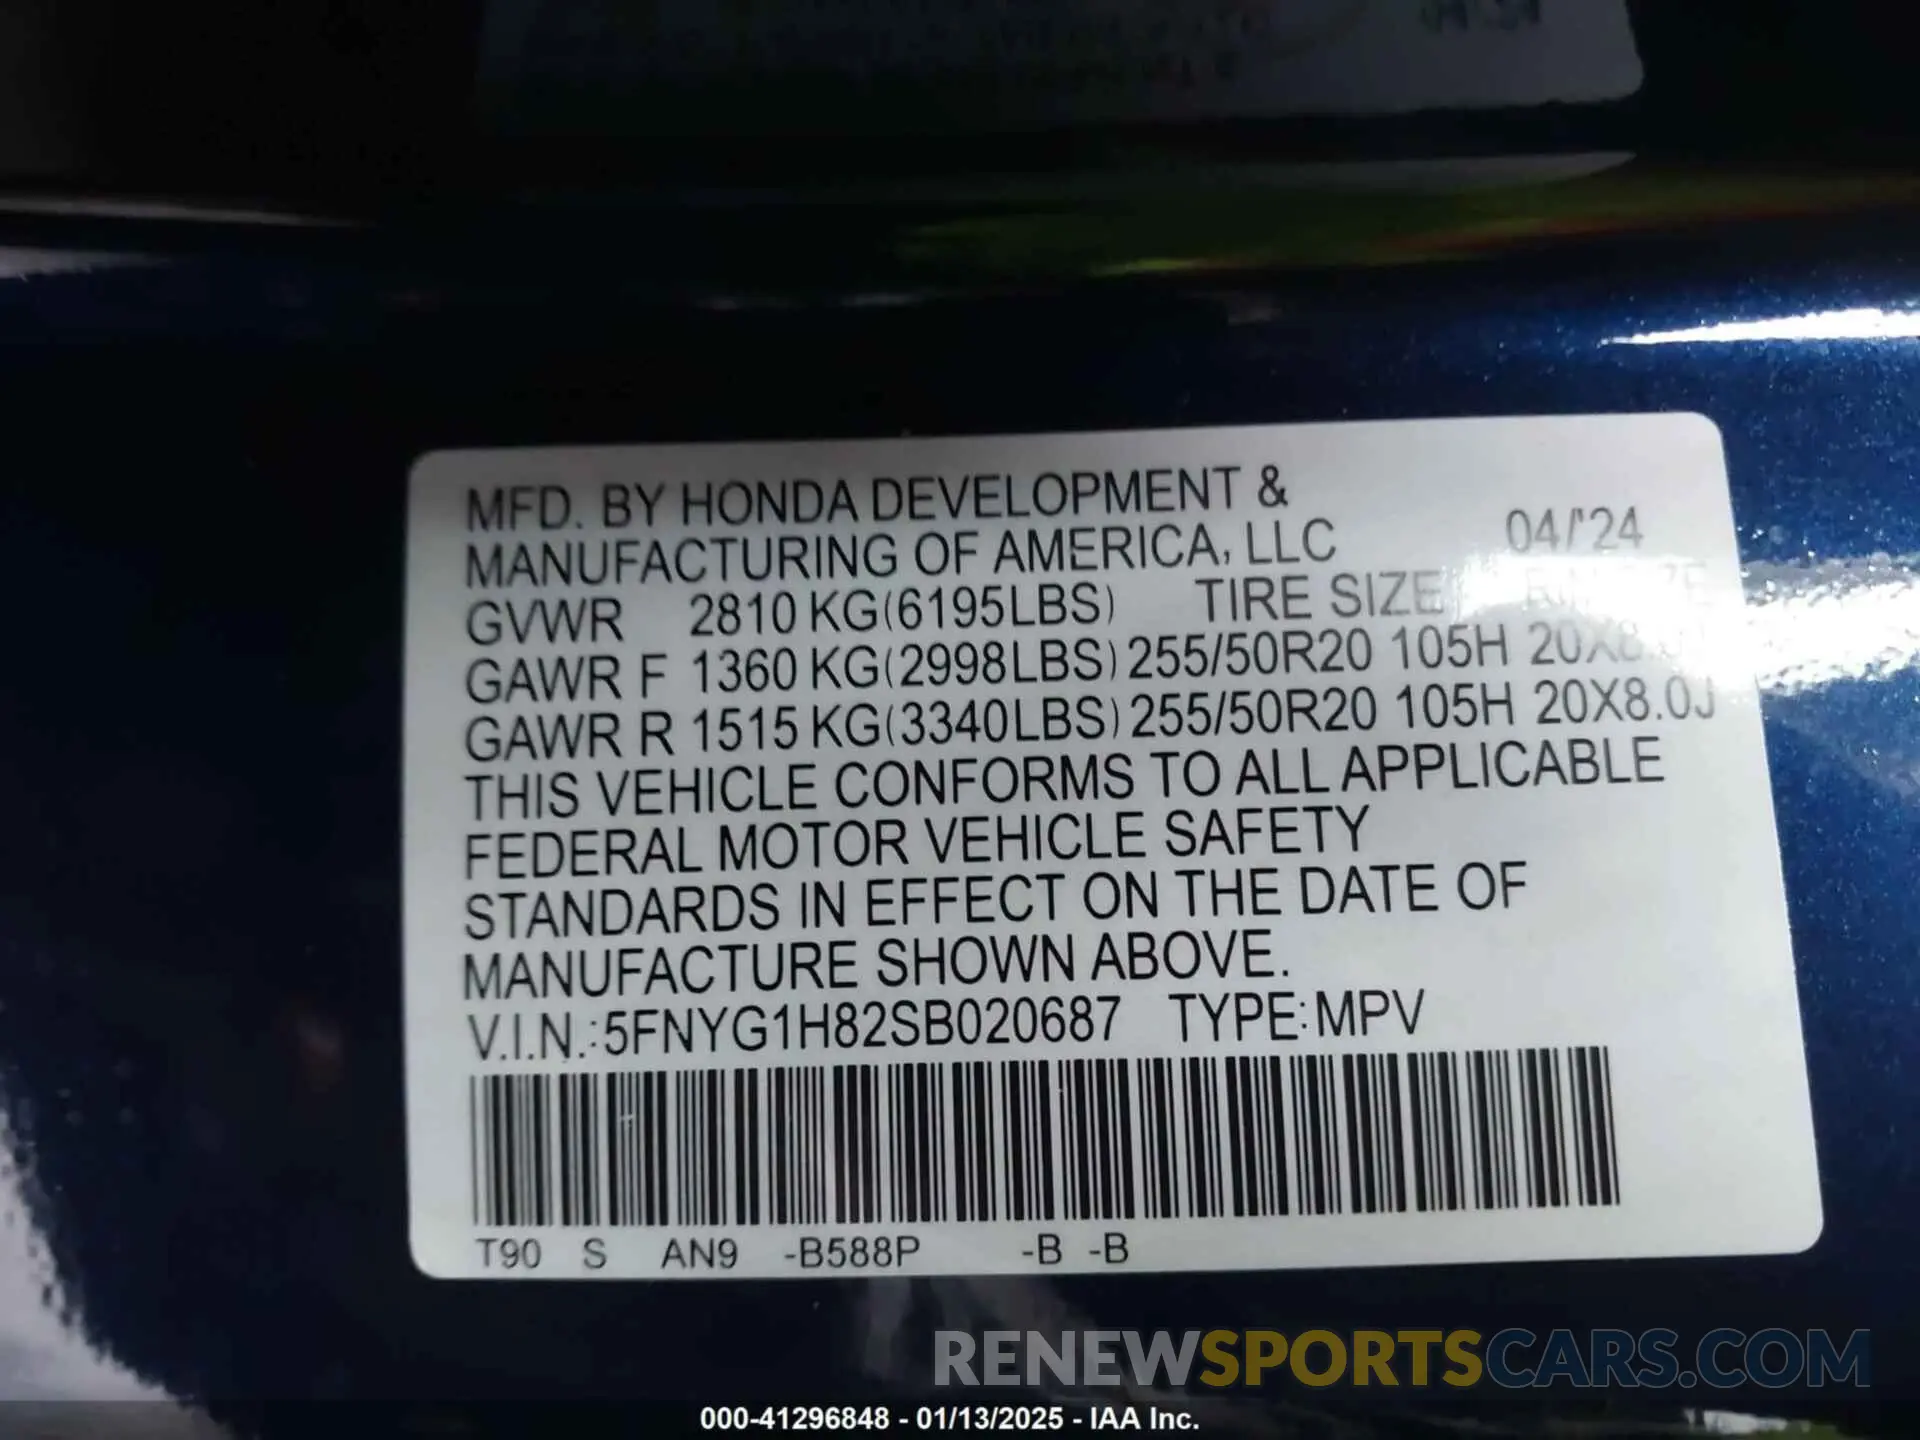 MFD. BY HONDA DEVELOPMENT &
MANUFACTURING OF AMERICA, LLC 04/'24
GVWR 2810 KG(6195LBS) TIRE SIZE
GAWR F 1360 KG(2998LBS) 255/50R20 105H 20X8.0J
GAWR R 1515 KG(3340LBS) 255/50R20 105H 20X8.0J
THIS VEHICLE CONFORMS TO ALL APPLICABLE
FEDERAL MOTOR VEHICLE SAFETY
STANDARDS IN EFFECT ON THE DATE OF
MANUFACTURE SHOWN ABOVE.
V.I.N.:5FNYG1H82SB020687 TYPE:MPV
T90 S AN9 -B588P -B -B
RENEWSPORTSCARS.COM
000-41296848 - 01/13/2025 - IAA Inc.